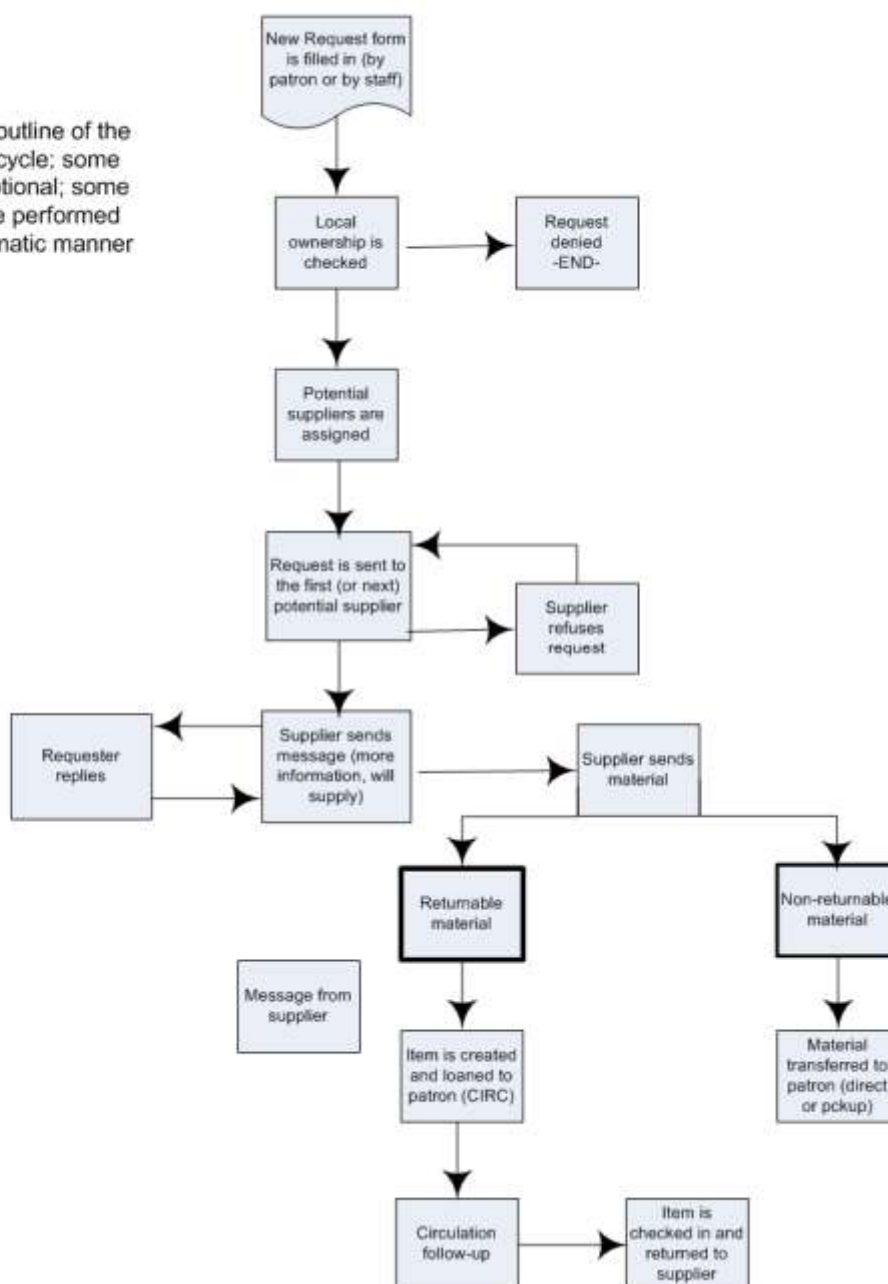 New Request form
is filled in (by
patron or by staff)
outline of the
cycle; some
tional; some
e performed
matic manner
Local
ownership is
checked
Request
denied
-END-
Potential
suppliers are
assigned
Request is sent to
the first (or next)
potential supplier
Supplier
refuses
request
Requester
replies
Supplier sends
message (more
information, will
supply)
Supplier sends
material
Returnable
material
Non-returnable
material
Message from
supplier
Item is created
and loaned to
patron (CIRC)
Material
transferred to
patron (direct
or pckup)
Circulation
follow-up
Item is
checked in and
returned to
supplier